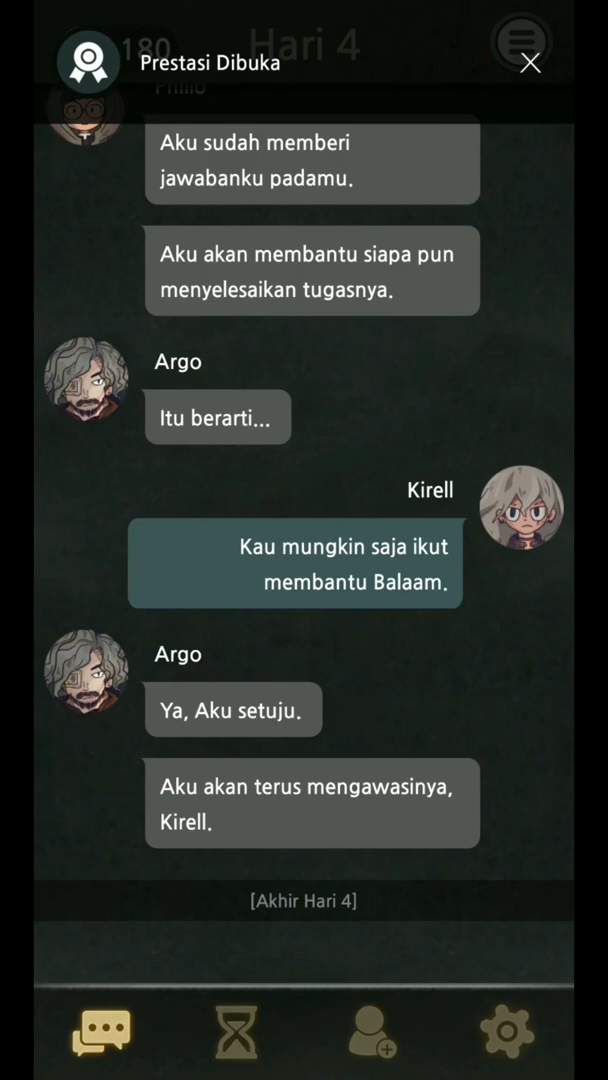 180
Hari 4
Prestasi Dibuka
Philio
Aku sudah memberi
jawabanku padamu.
Aku akan membantu siapa pun
menyelesaikan tugasnya.
Argo
Itu berarti...
Kirell
Kau mungkin saja ikut
membantu Balaam.
Argo
Ya, Aku setuju.
Aku akan terus mengawasinya,
Kirell.
[Akhir Hari 4]